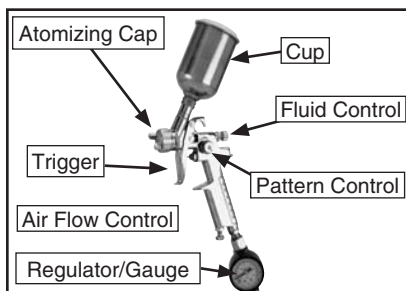 Atomizing Cap
Cup
Fluid Control
Trigger
Pattern Control
Air Flow Control
Regulator/Gauge